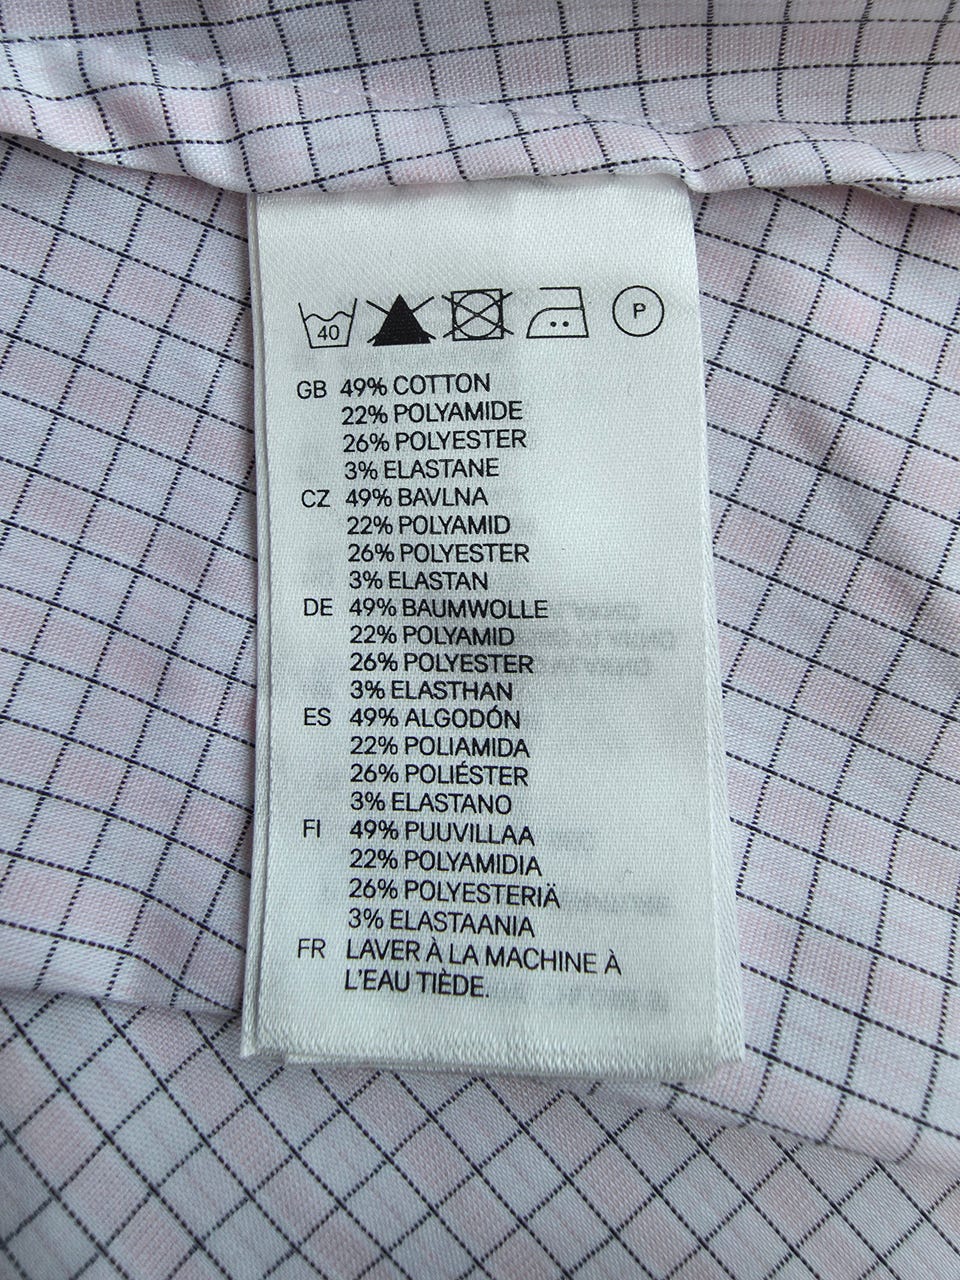 40
P
GB 49% COTTON
22% POLYAMIDE
26% POLYESTER
3% ELASTANE
CZ 49% BAVLNA
22% POLYAMID
26% POLYESTER
3% ELASTAN
DE 49% BAUMWOLLE
22% POLYAMID
26% POLYESTER
3% ELASTHAN
ES 49% ALGODÓN
22% POLIAMIDA
26% POLIÉSTER
3% ELASTANO
FI 49% PUUVILLAA
22% POLYAMIDIA
26% POLYESTERIÄ
3% ELASTAANIA
FR LAVER À LA MACHINE À
L'EAU TIÈDE.